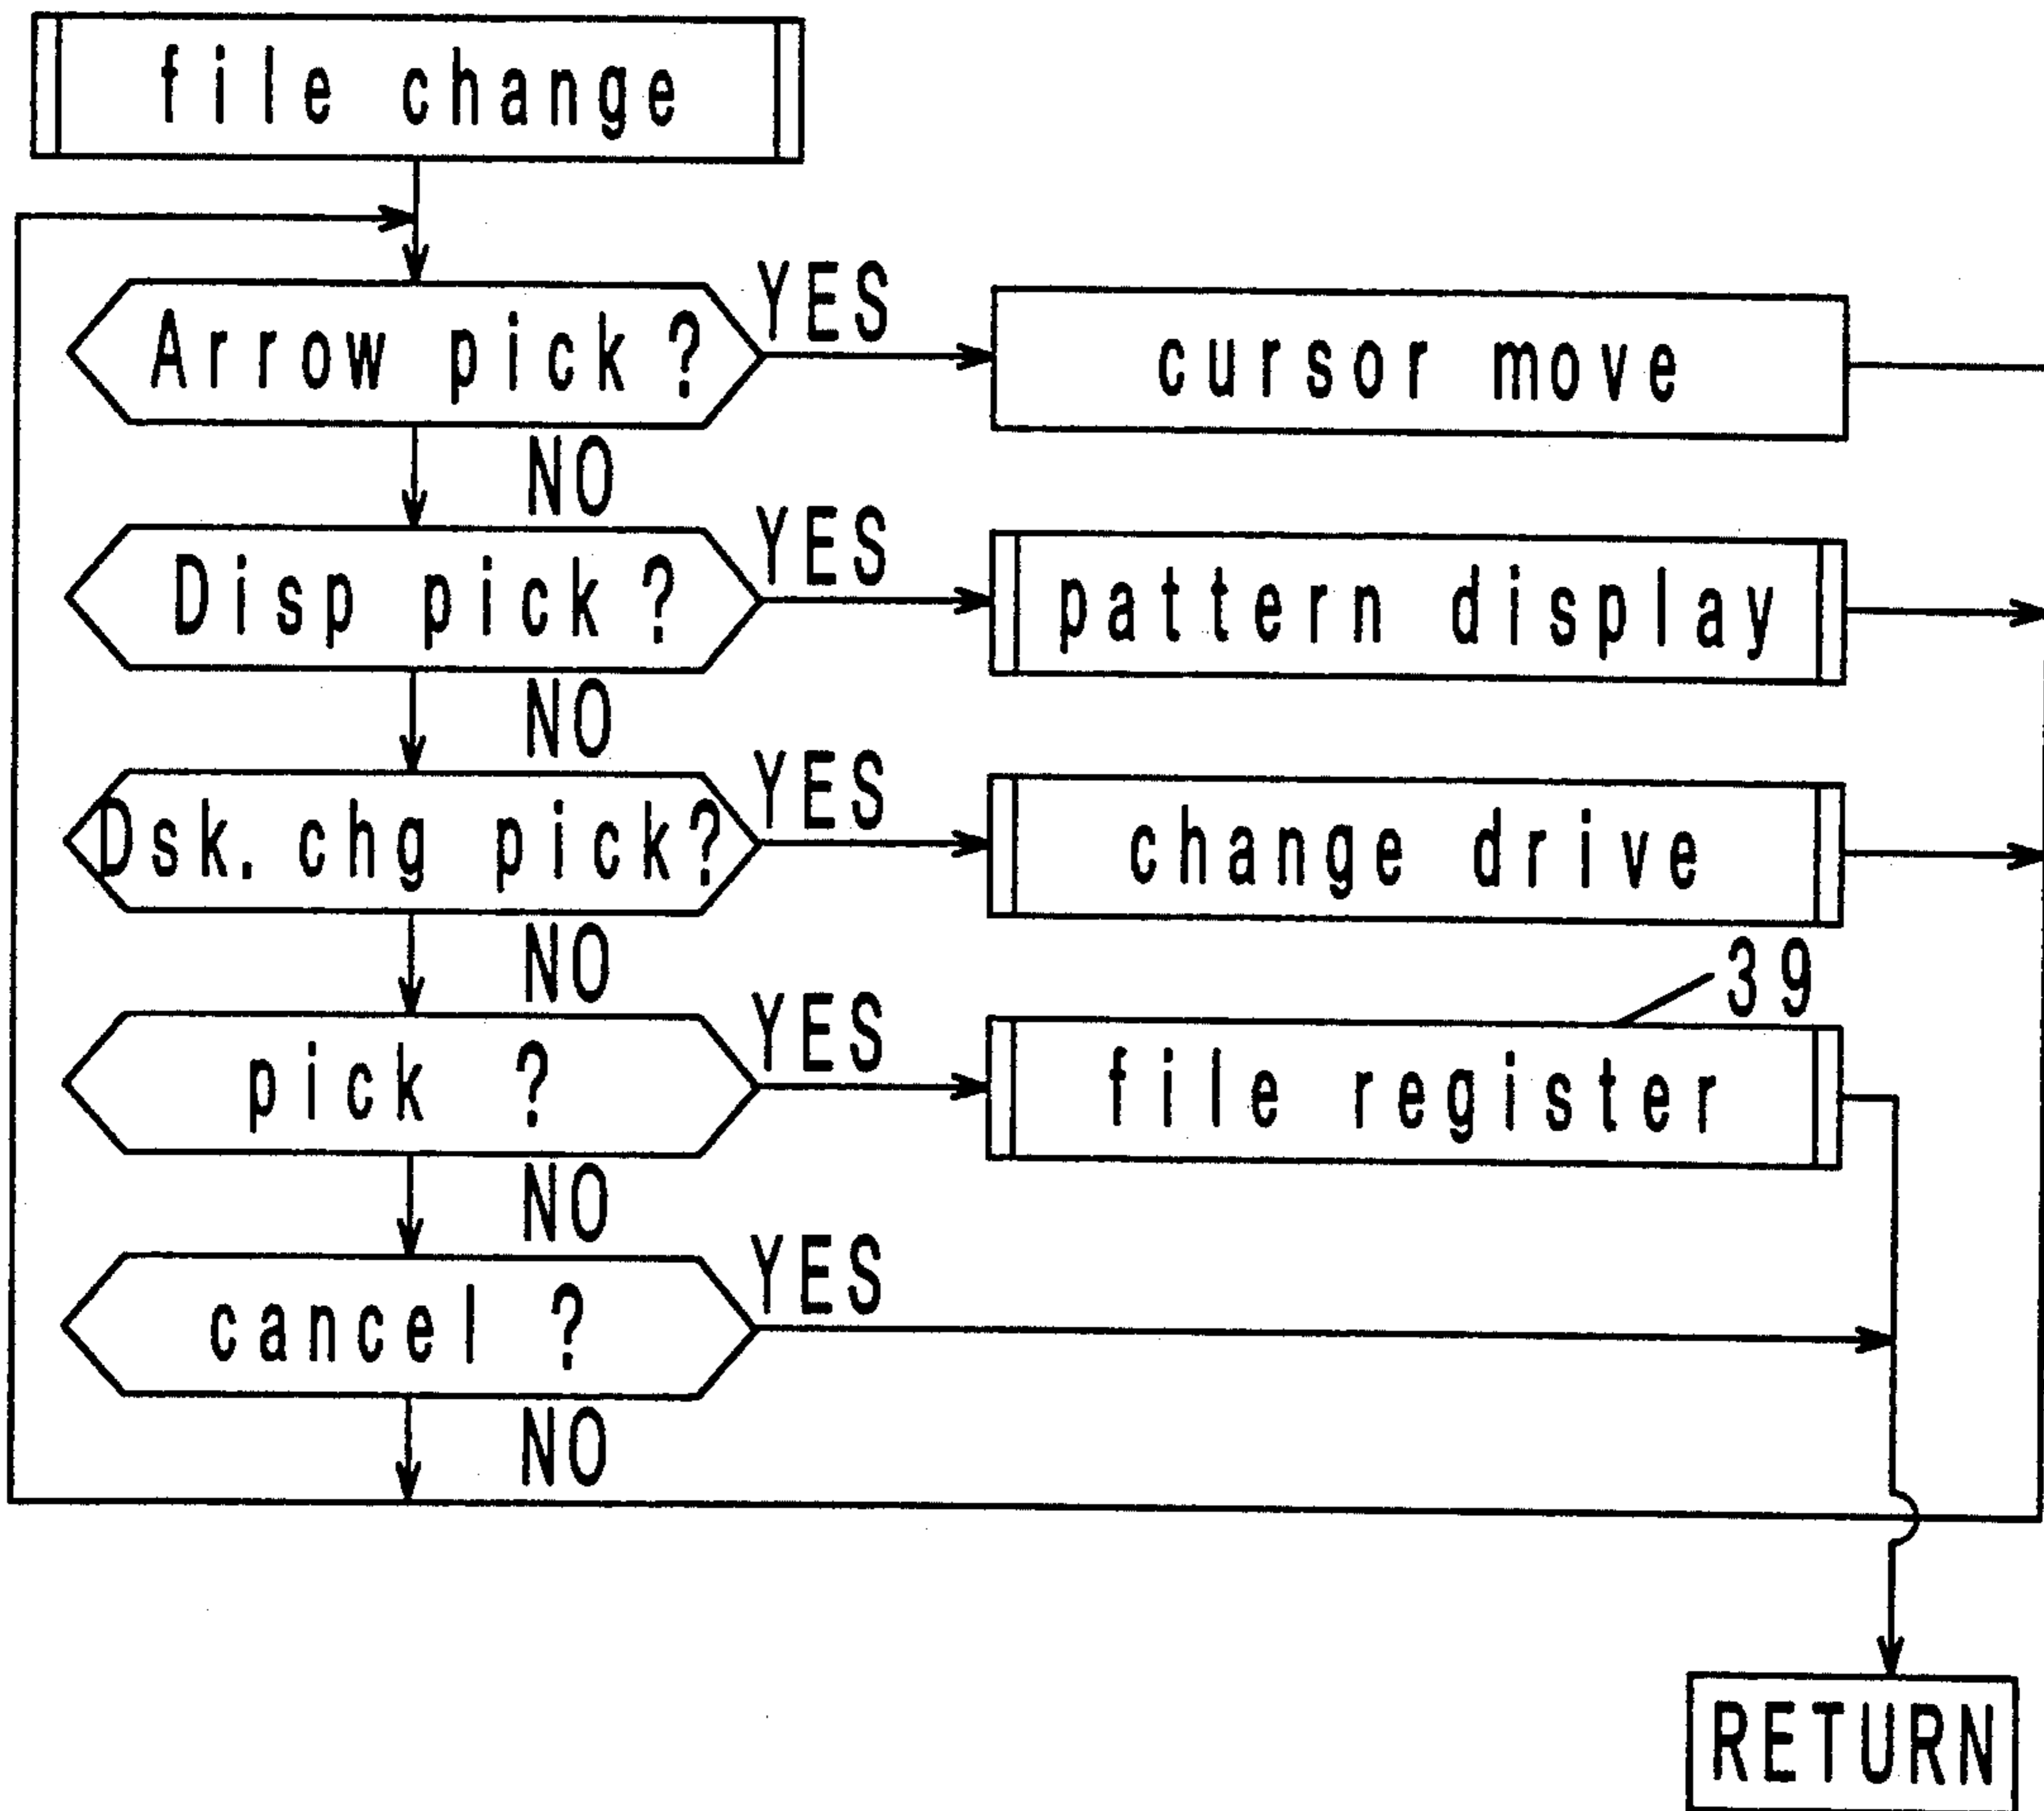 file change
Arrow pick?
YES
cursor move
NO
Disp pick?
YES
pattern display
NO
Dsk.chg pick?
YES
change drive
NO
39
pick ?
YES
file register
NO
cancel ?
YES
NO
RETURN